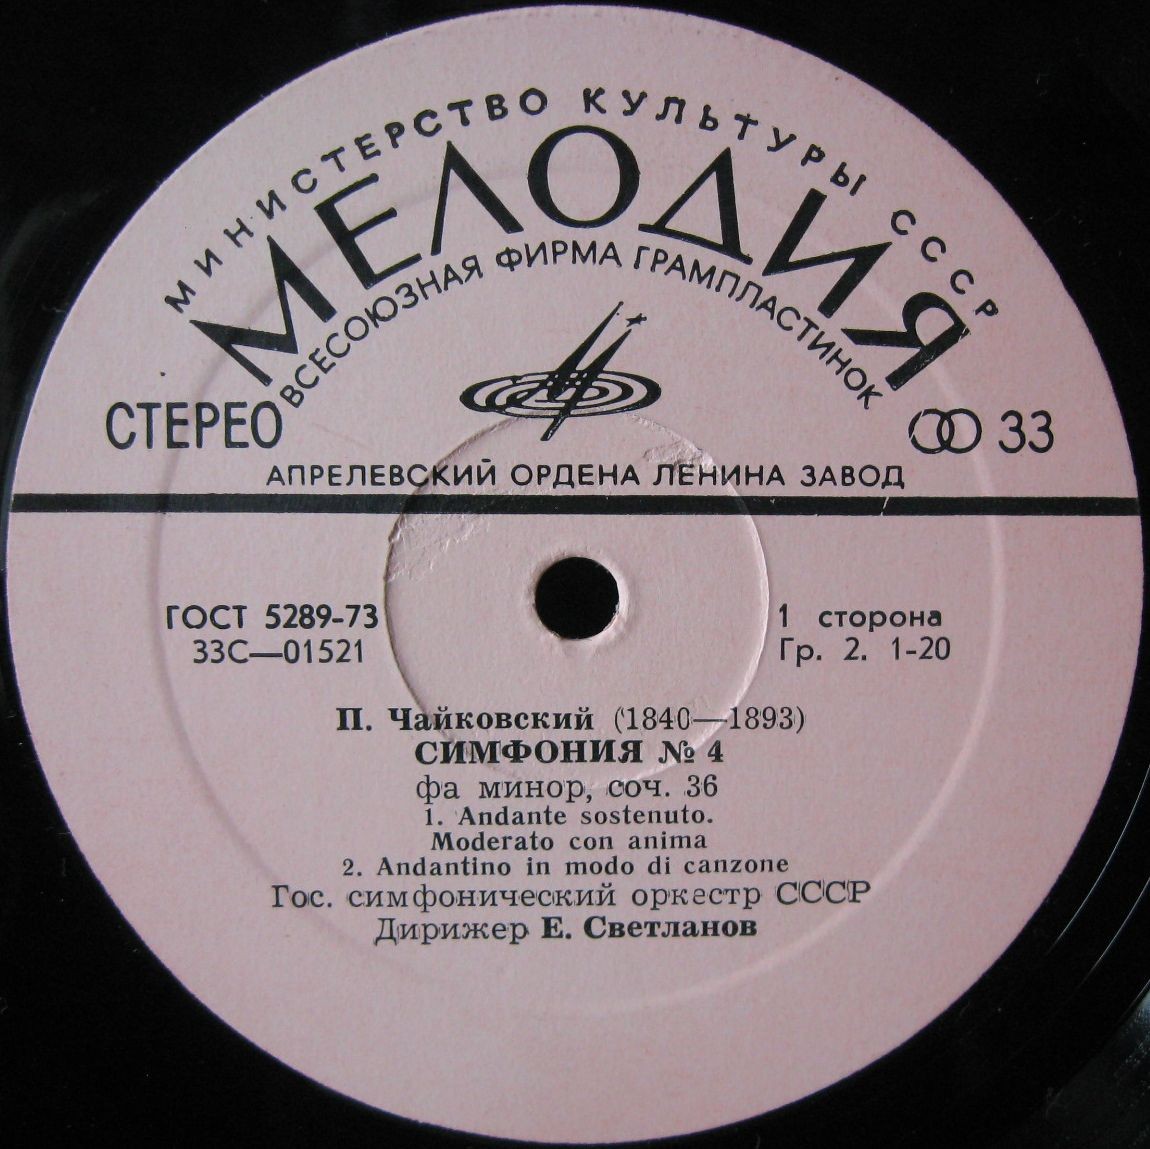 МИНИСТЕРСТВО КУЛЬТУРЫ СССР
МЕЛОДИЯ
ВСЕСОЮЗНАЯ ФИРМА ГРАМПЛАСТИНОК
СТЕРЕО
33
АПРЕЛЕВСКИЙ ОРДЕНА ЛЕНИНА ЗАВОД
ГОСТ 5289-73
33С—01521
1 сторона
Гр. 2. 1-20
П. Чайковский (1840—1893)
СИМФОНИЯ № 4
фа минор, соч. 36
1. Andante sostenuto.
Moderato con anima
2. Andantino in modo di canzone
Гос. симфонический оркестр СССР
Дирижер Е. Светланов